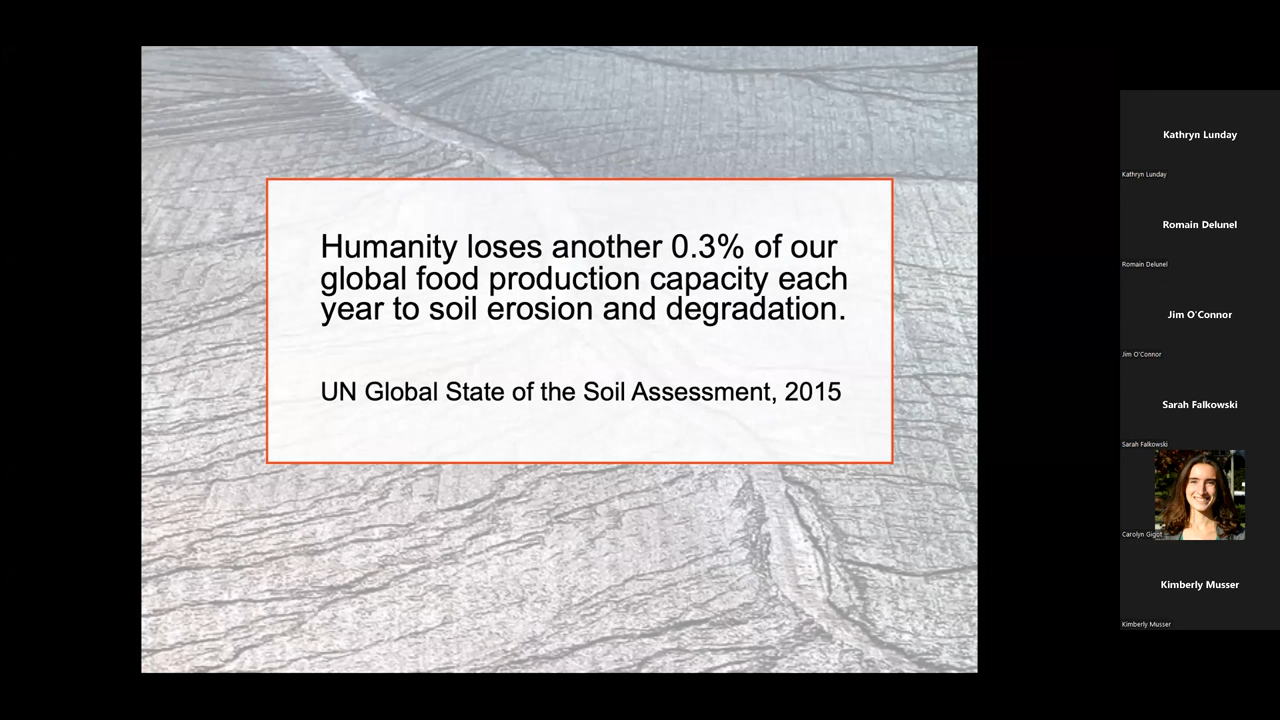 Humanity loses another 0.3% of our
global food production capacity each
year to soil erosion and degradation.
UN Global State of the Soil Assessment, 2015
Kathryn Lunday
Kathryn Lunday
Romain Delunel
Romain Delunel
Jim O'Connor
Jim O'Connor
Sarah Falkowski
Sarah Falkowski
Carolyn Gigot
Kimberly Musser
Kimberly Musser